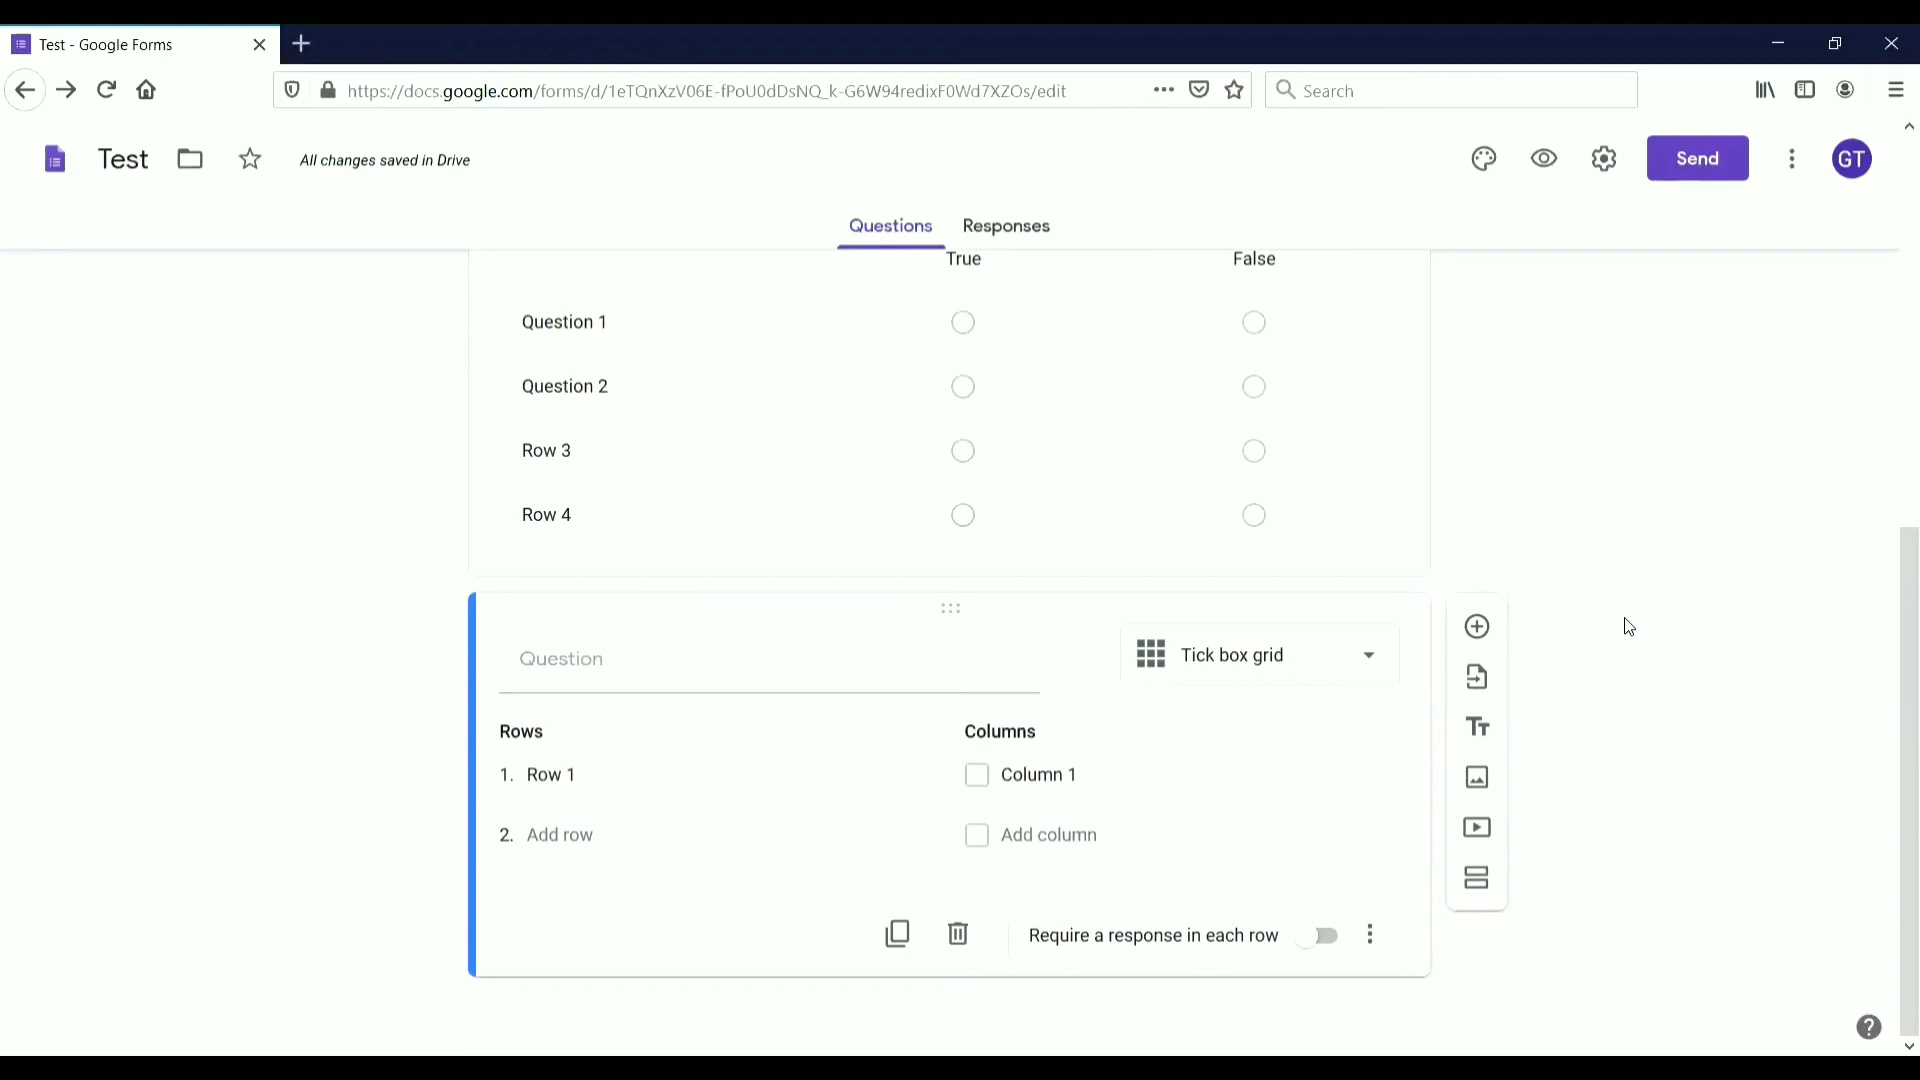 Test - Google Forms
https://docs.google.com/forms/d/1eTQnXzV06E-fPoU0dDsNQ_k-G6W94redixF0Wd7XZOs/edit
Search
Test
All changes saved in Drive
Send
GT
Questions
Responses
True
False
Question 1
Question 2
Row 3
Row 4
Question
Tick box grid
Rows
Columns
1. Row 1
Column 1
2. Add row
Add column
Require a response in each row